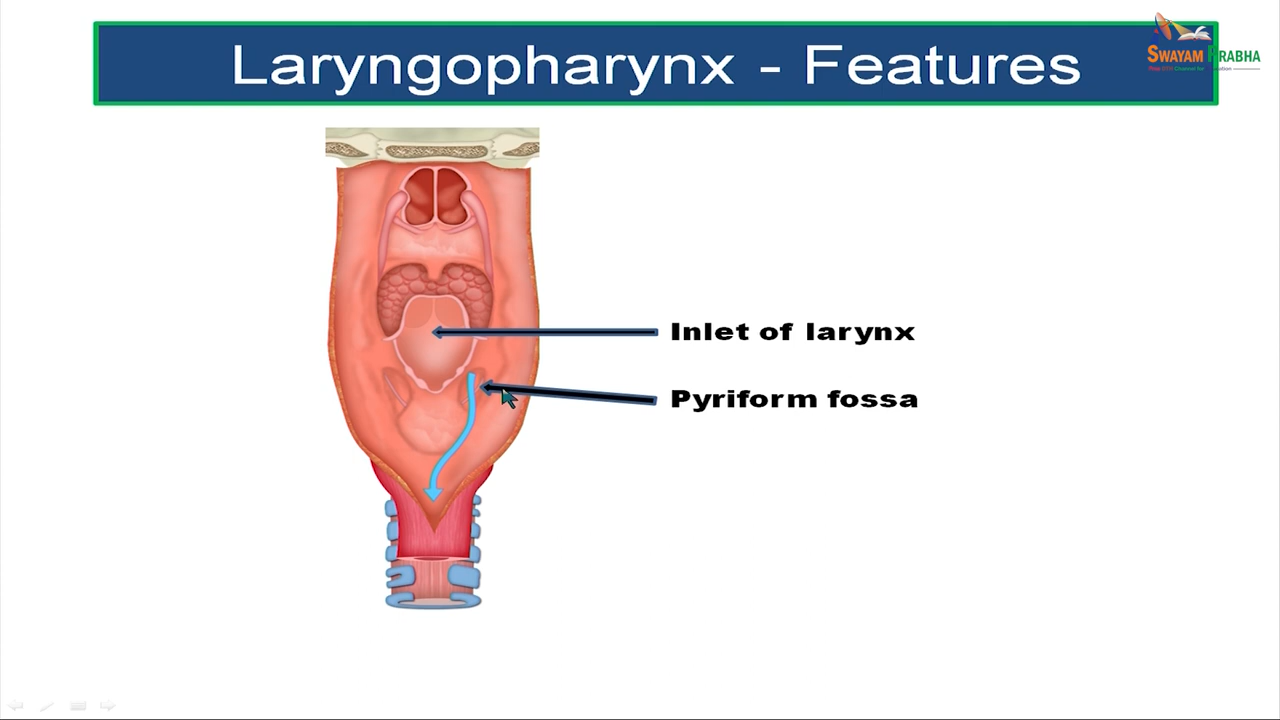 Laryngopharynx - Features
SWAYAM PRABHA
Inlet of larynx
Pyriform fossa